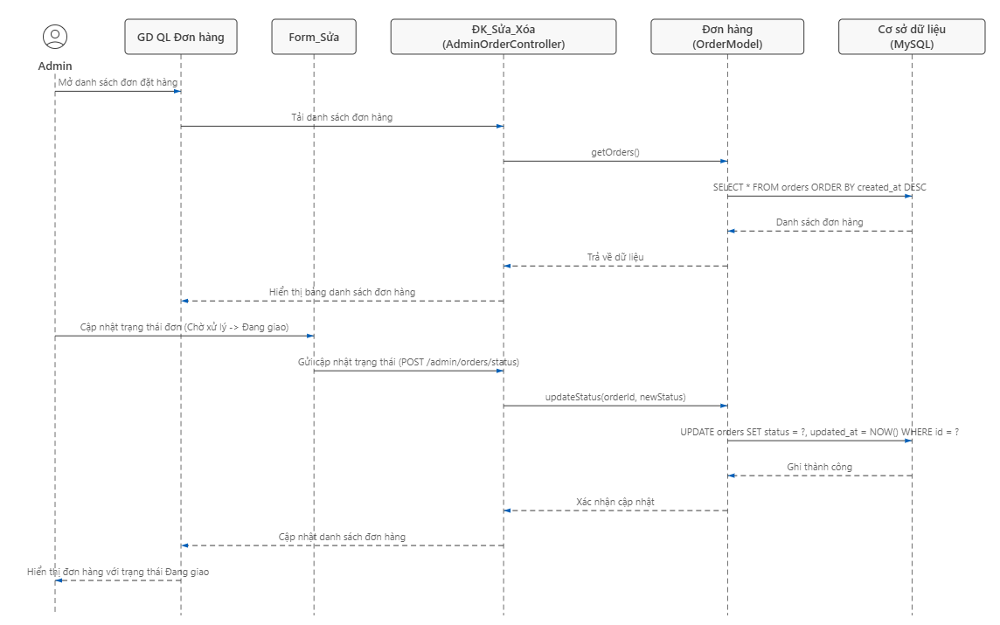 Admin
GD QL Đơn hàng
Form_Sửa
ĐK_Sửa_Xóa
(AdminOrderController)
Đơn hàng
(OrderModel)
Cơ sở dữ liệu
(MySQL)
Mở danh sách đơn đặt hàng
Tải danh sách đơn hàng
getOrders()
SELECT * FROM orders ORDER BY created_at DESC
Danh sách đơn hàng
Trả về dữ liệu
Hiển thị bảng danh sách đơn hàng
Cập nhật trạng thái đơn (Chờ xử lý -> Đang giao)
Gửi cập nhật trạng thái (POST /admin/orders/status)
updateStatus(orderId, newStatus)
UPDATE orders SET status = ?, updated_at = NOW() WHERE id = ?
Ghi thành công
Xác nhận cập nhật
Cập nhật danh sách đơn hàng
Hiển thị đơn hàng với trạng thái Đang giao